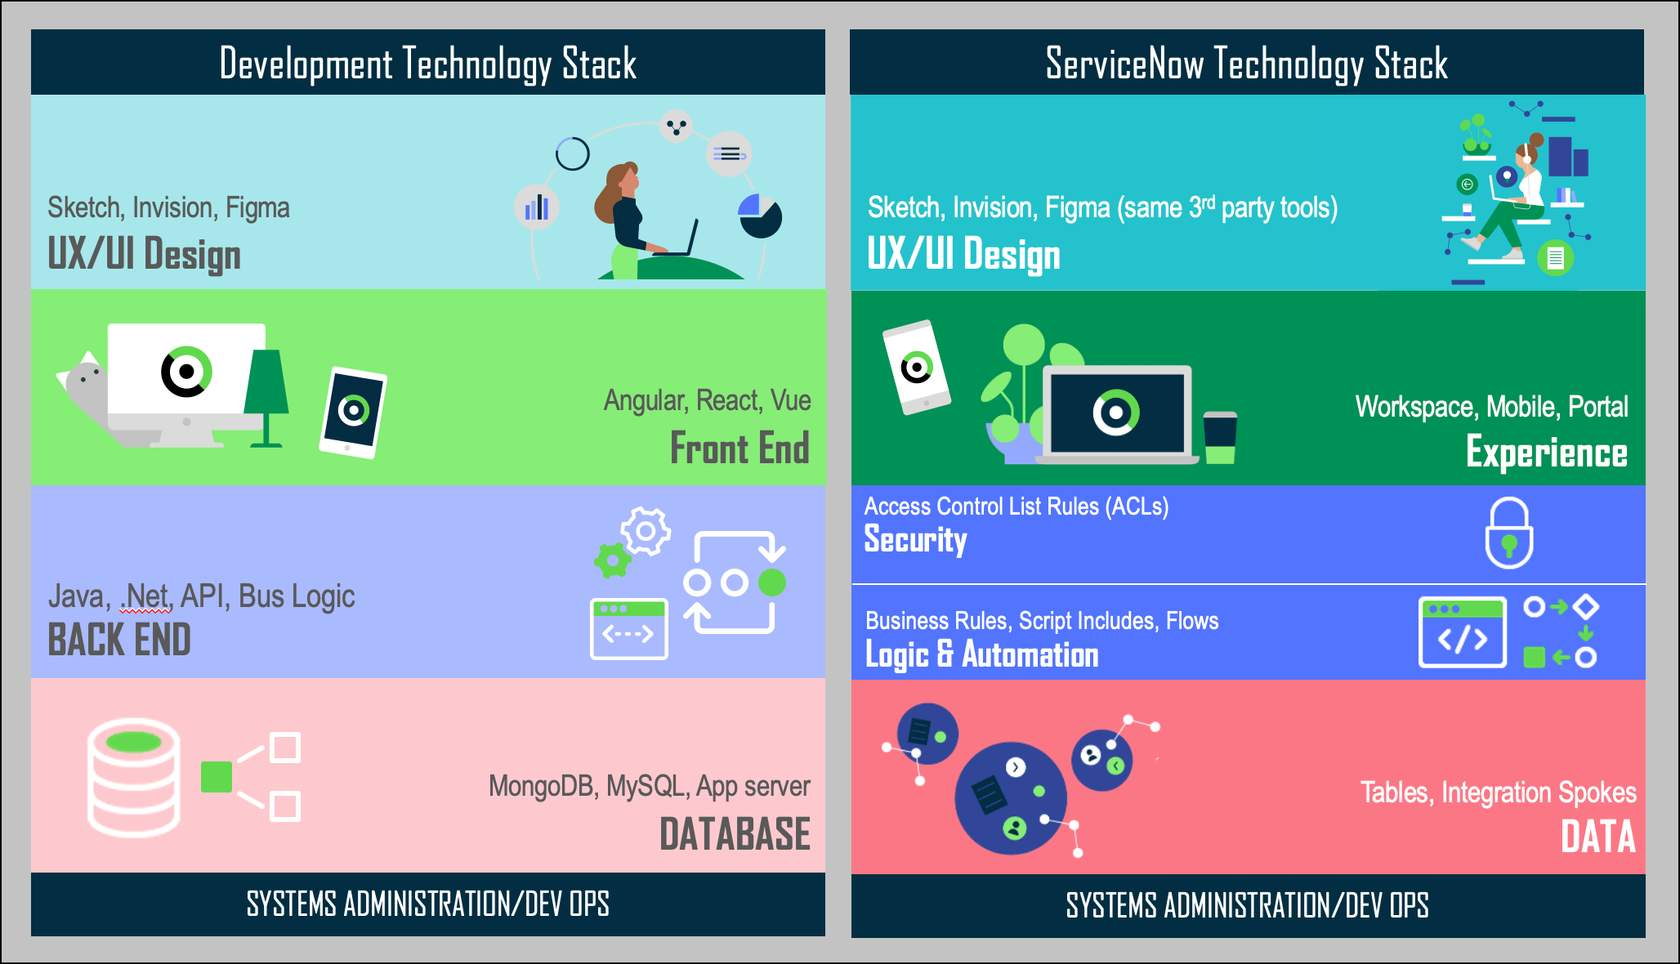 Development Technology Stack
Sketch, Invision, Figma
UX/UI Design
Angular, React, Vue
Front End
Java, .Net, API, Bus Logic
BACK END
MongoDB, MySQL, App server
DATABASE
SYSTEMS ADMINISTRATION/DEV OPS
ServiceNow Technology Stack
Sketch, Invision, Figma (same 3rd party tools)
UX/UI Design
Workspace, Mobile, Portal
Experience
Access Control List Rules (ACLs)
Security
Business Rules, Script Includes, Flows
Logic & Automation
Tables, Integration Spokes
DATA
SYSTEMS ADMINISTRATION/DEV OPS